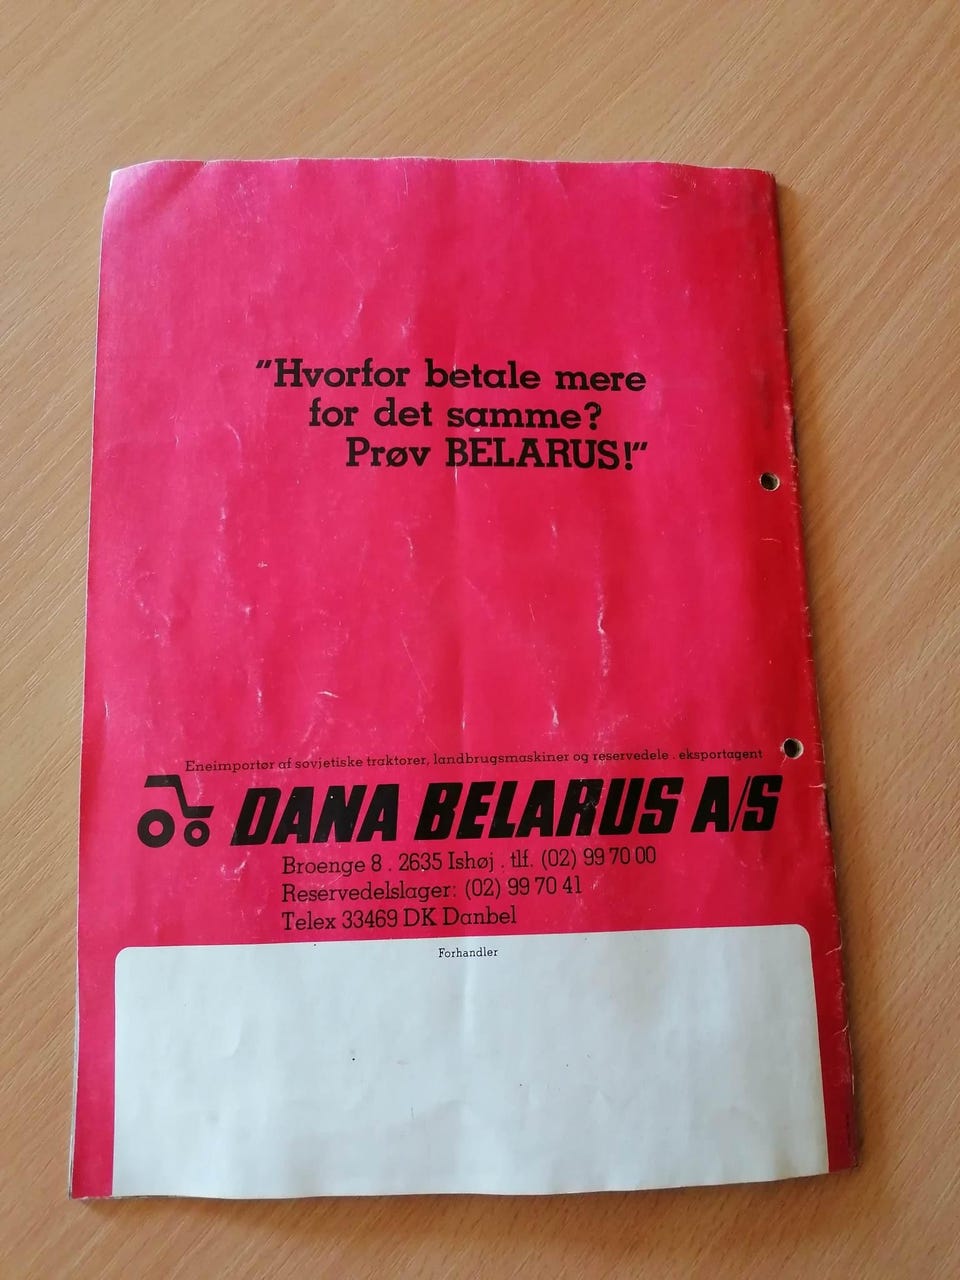 ”Hvorfor betale mere
for det samme?
Prøv BELARUS!”
Eneimportør af sovjetiske traktorer, landbrugsmaskiner og reservedele . eksportagent
DANA BELARUS A/S
Broenge 8 . 2635 Ishøj . tlf. (02) 99 70 00
Reservedelslager: (02) 99 70 41
Telex 33469 DK Danbel
Forhandler